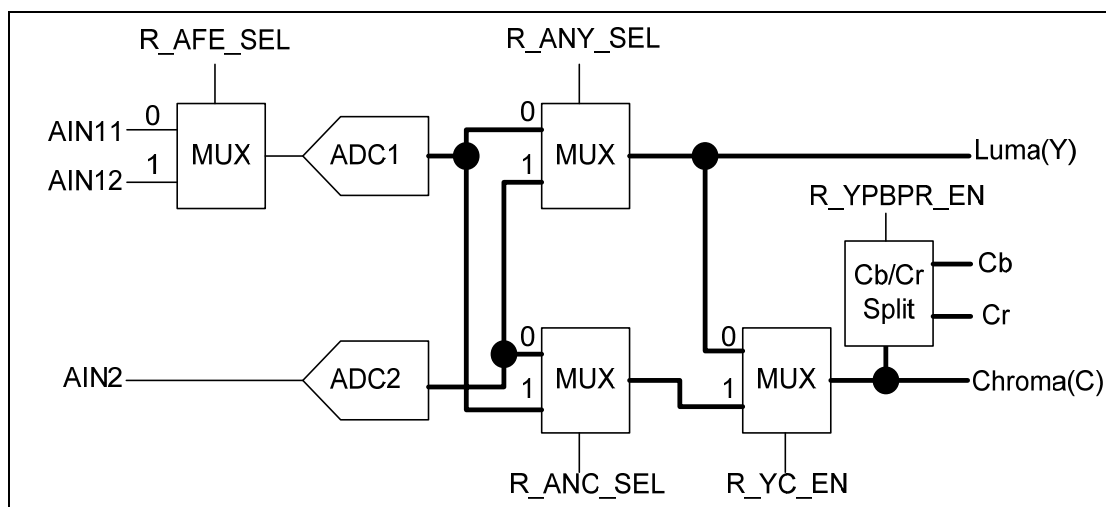 R_AFE_SEL
R_ANY_SEL
AIN11
0
MUX
ADC1
0
MUX
Luma(Y)
AIN12
1
1
R_YPBPR_EN
Cb/Cr
Split
Cb
Cr
AIN2
ADC2
0
MUX
1
0
MUX
1
Chroma(C)
R_ANC_SEL
R_YC_EN